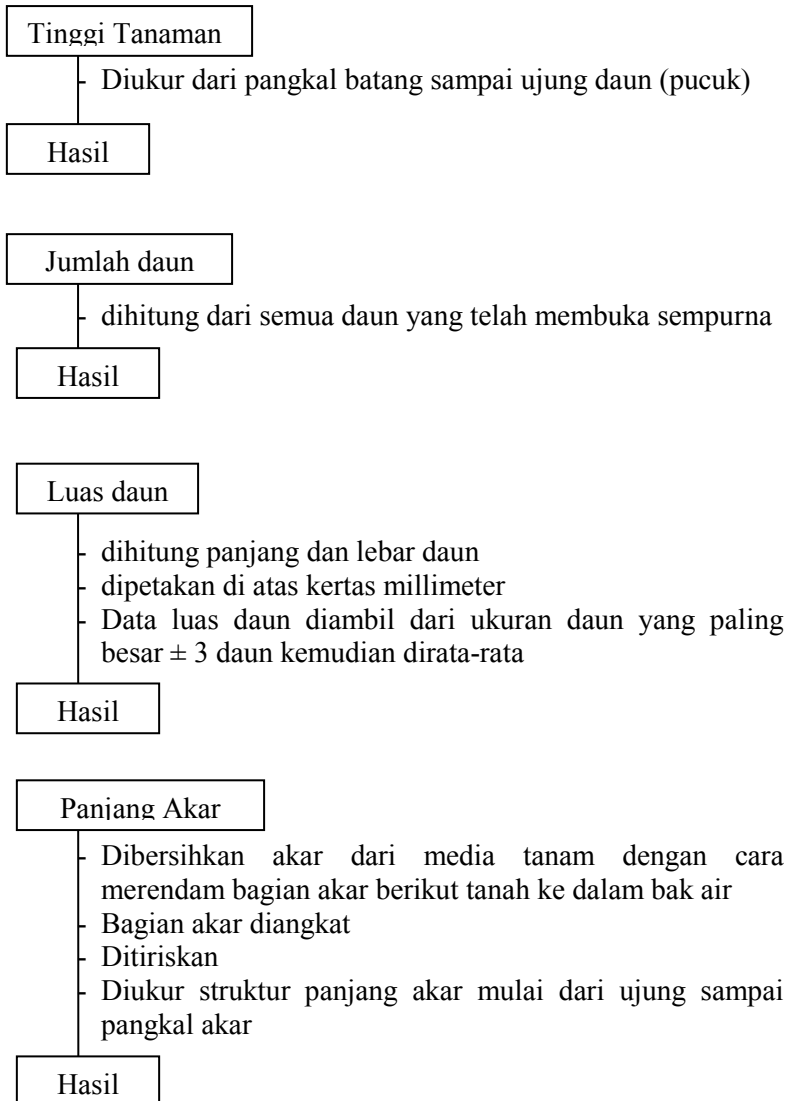 Tinggi Tanaman
- Diukur dari pangkal batang sampai ujung daun (pucuk)
Hasil
Jumlah daun
- dihitung dari semua daun yang telah membuka sempurna
Hasil
Luas daun
- dihitung panjang dan lebar daun
- dipetakan di atas kertas millimeter
- Data luas daun diambil dari ukuran daun yang paling
besar ± 3 daun kemudian dirata-rata
Hasil
Panjang Akar
- Dibersihkan akar dari media tanam dengan cara
merendam bagian akar berikut tanah ke dalam bak air
- Bagian akar diangkat
- Ditiriskan
- Diukur struktur panjang akar mulai dari ujung sampai
pangkal akar
Hasil